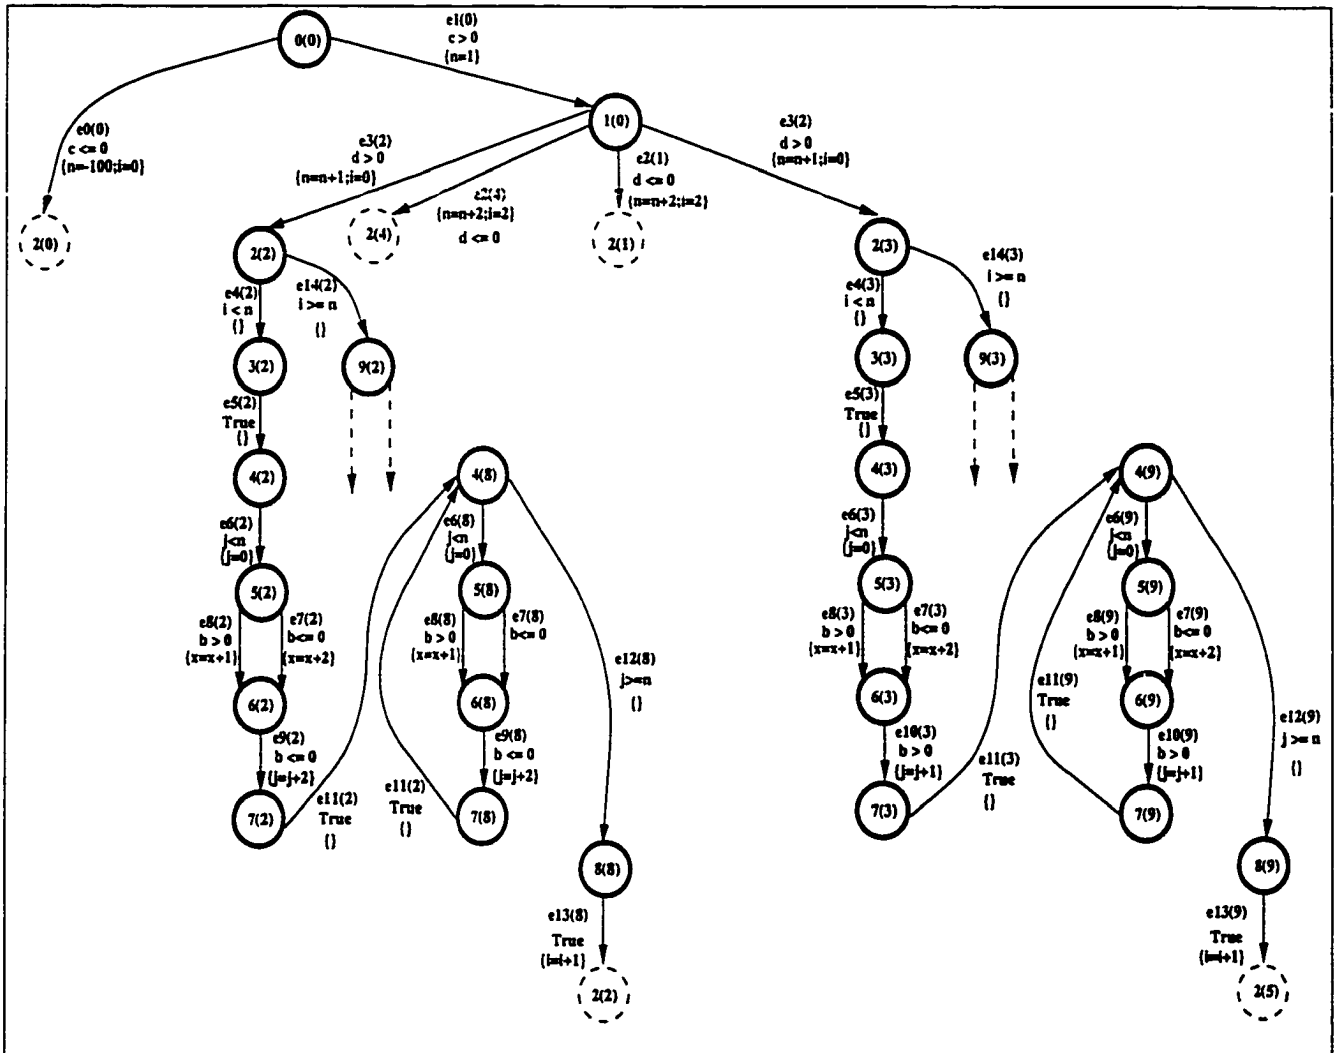 0(0)
e1(0)
c > 0
{n=1}
e0(0)
c <= 0
{n=-100;i=0}
2(0)
1(0)
e3(2)
d > 0
{n=n+1;i=0}
e2(4)
{n=n+2;i=2}
d <= 0
2(4)
e2(1)
d <= 0
{n=n+2;i=2}
2(1)
e3(2)
d > 0
{n=n+1;i=0}
2(2)
e4(2)
i < n
{}
e14(2)
i >= n
{}
3(2)
9(2)
e5(2)
True
{}
4(2)
e6(2)
j<n
{j=0}
5(2)
e8(2)
b > 0
{x=x+1}
e7(2)
b<= 0
{x=x+2}
6(2)
e9(2)
b <= 0
{j=j+2}
7(2)
e11(2)
True
{}
4(8)
e6(8)
j<n
{j=0}
5(8)
e8(8)
b > 0
{x=x+1}
e7(8)
b<= 0
6(8)
e9(8)
b <= 0
{j=j+2}
7(8)
e11(2)
True
{}
e12(8)
j>=n
{}
8(8)
e13(8)
True
{i=i+1}
2(2)
2(3)
e4(3)
i < n
{}
e14(3)
i >= n
{}
3(3)
9(3)
e5(3)
True
{}
4(3)
e6(3)
j<n
{j=0}
5(3)
e8(3)
b > 0
{x=x+1}
e7(3)
b<= 0
{x=x+2}
6(3)
e10(3)
b > 0
{j=j+1}
7(3)
e11(3)
True
{}
4(9)
e6(9)
j<n
{j=0}
5(9)
e8(9)
b > 0
{x=x+1}
e7(9)
b<= 0
{x=x+2}
6(9)
e10(9)
b > 0
{j=j+1}
7(9)
e11(9)
True
{}
e12(9)
j >= n
{}
8(9)
e13(9)
True
{i=i+1}
2(5)